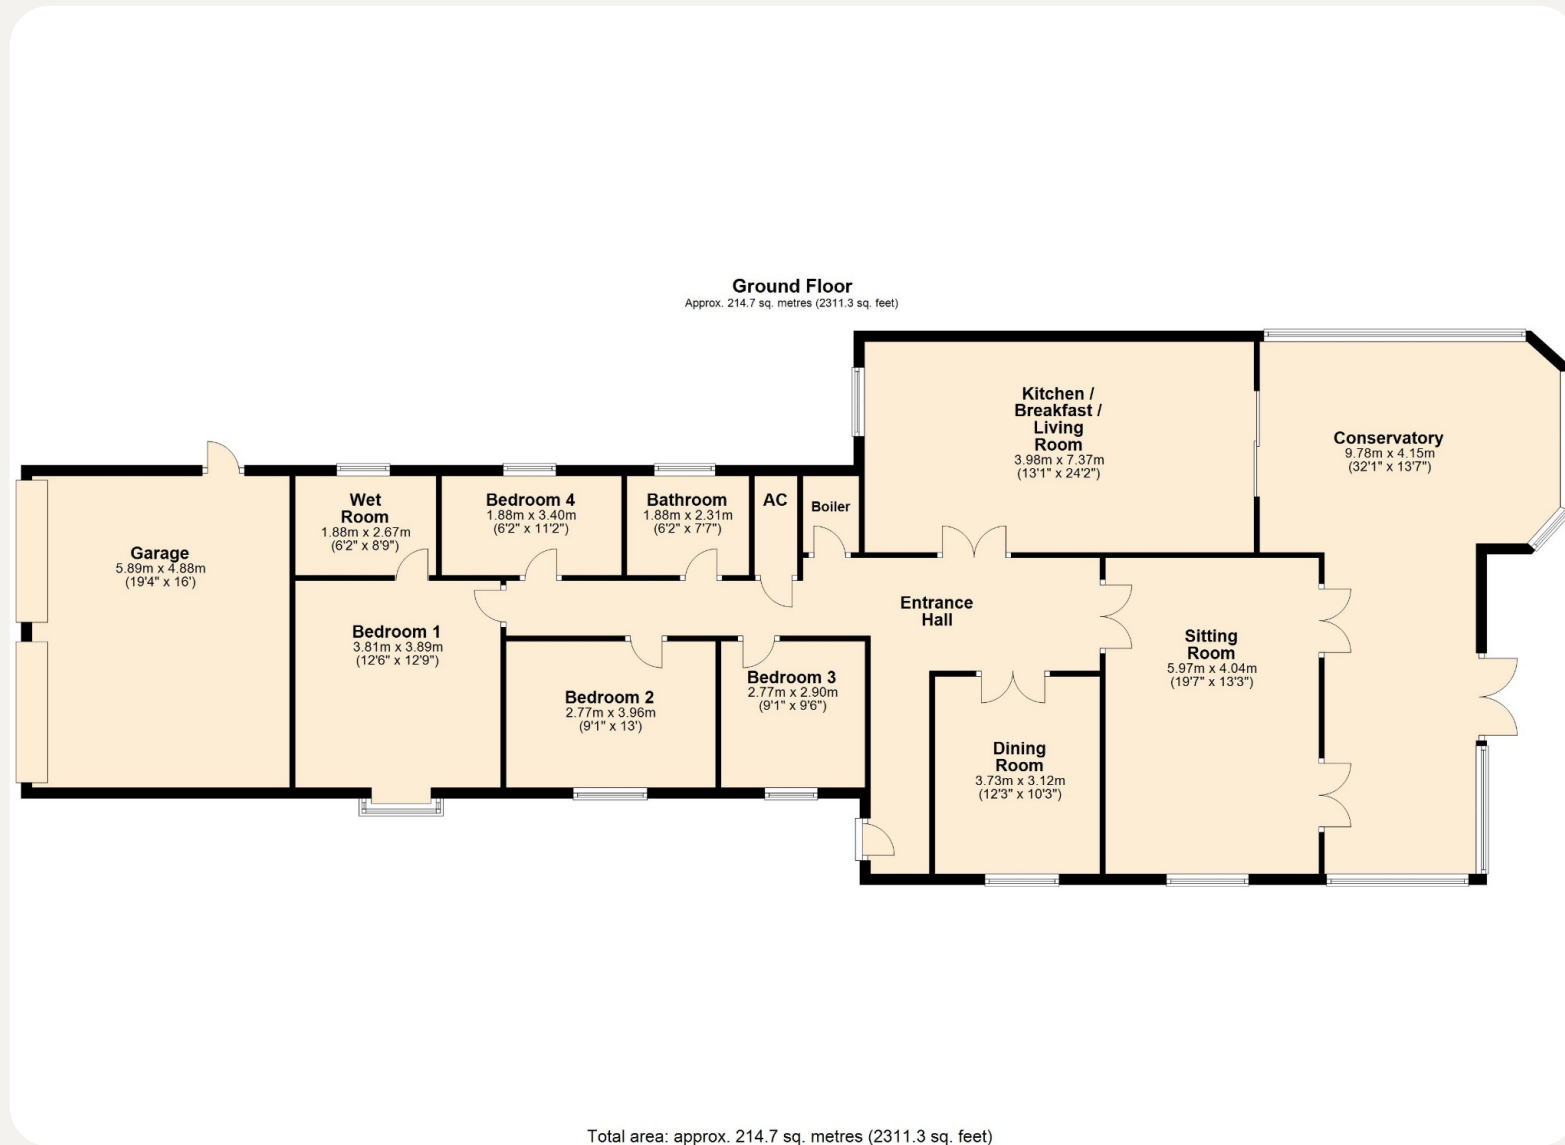 Ground Floor
Approx. 214.7 sq. metres (2311.3 sq. feet)
Kitchen /
Breakfast /
Living
Room
3.98m x 7.37m
(13'1" x 24'2")
Conservatory
9.78m x 4.15m
(32'1" x 13'7")
Garage
5.89m x 4.88m
(19'4" x 16')
Wet
Room
1.88m x 2.67m
(6'2" x 8'9")
Bedroom 4
1.88m x 3.40m
(6'2" x 11'2")
Bathroom
1.88m x 2.31m
(6'2" x 7'7")
AC
Boiler
Bedroom 1
3.81m x 3.89m
(12'6" x 12'9")
Entrance
Hall
Sitting
Room
5.97m x 4.04m
(19'7" x 13'3")
Bedroom 2
2.77m x 3.96m
(9'1" x 13')
Bedroom 3
2.77m x 2.90m
(9'1" x 9'6")
Dining
Room
3.73m x 3.12m
(12'3" x 10'3")
Total area: approx. 214.7 sq. metres (2311.3 sq. feet)